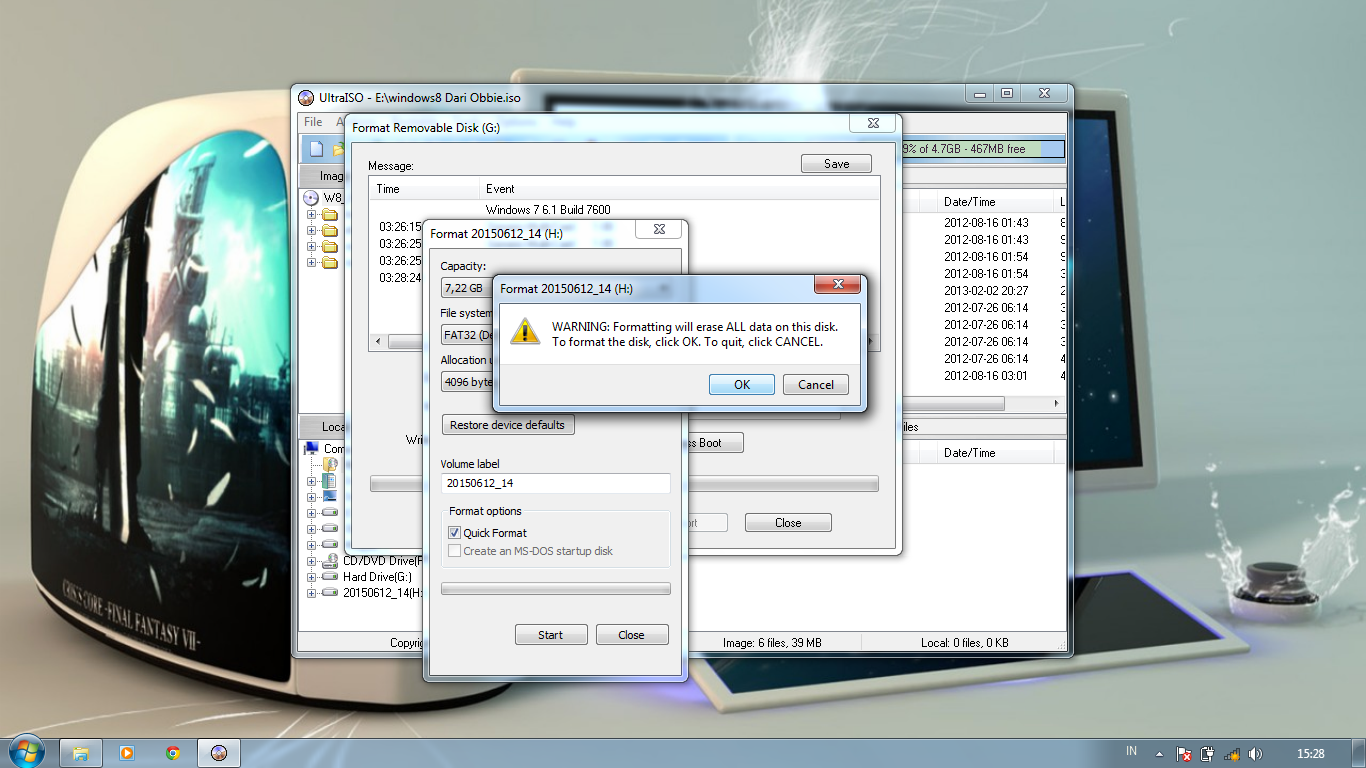 UltraISO - E:\windows8 Dari Obbie.iso
File
Format Removable Disk (G:)
9% of 4.7GB - 467MB free
Message:
Save
Time Event
Windows 7 6.1 Build 7600
03:26:15
03:26:25
03:26:25
03:28:24
Date/Time
2012-08-16 01:43
2012-08-16 01:43
2012-08-16 01:54
2012-08-16 01:54
2013-02-02 20:27
2012-07-26 06:14
2012-07-26 06:14
2012-07-26 06:14
2012-07-26 06:14
2012-08-16 03:01
Format 20150612_14 (H:)
Capacity:
7,22 GB
File system
FAT32 (De
Allocation u
4096 byte
Restore device defaults
Volume label
20150612_14
Format options
Quick Format
Create an MS-DOS startup disk
Start Close
Format 20150612_14 (H:)
WARNING: Formatting will erase ALL data on this disk.
To format the disk, click OK. To quit, click CANCEL.
OK Cancel
ss Boot
Close
Date/Time
CD/DVD Drive(F
Hard Drive(G:)
20150612_14(H:
Image: 6 files, 39 MB Local: 0 files, 0 KB
CRISIS CORE -FINAL FANTASY VII-
IN 15:28